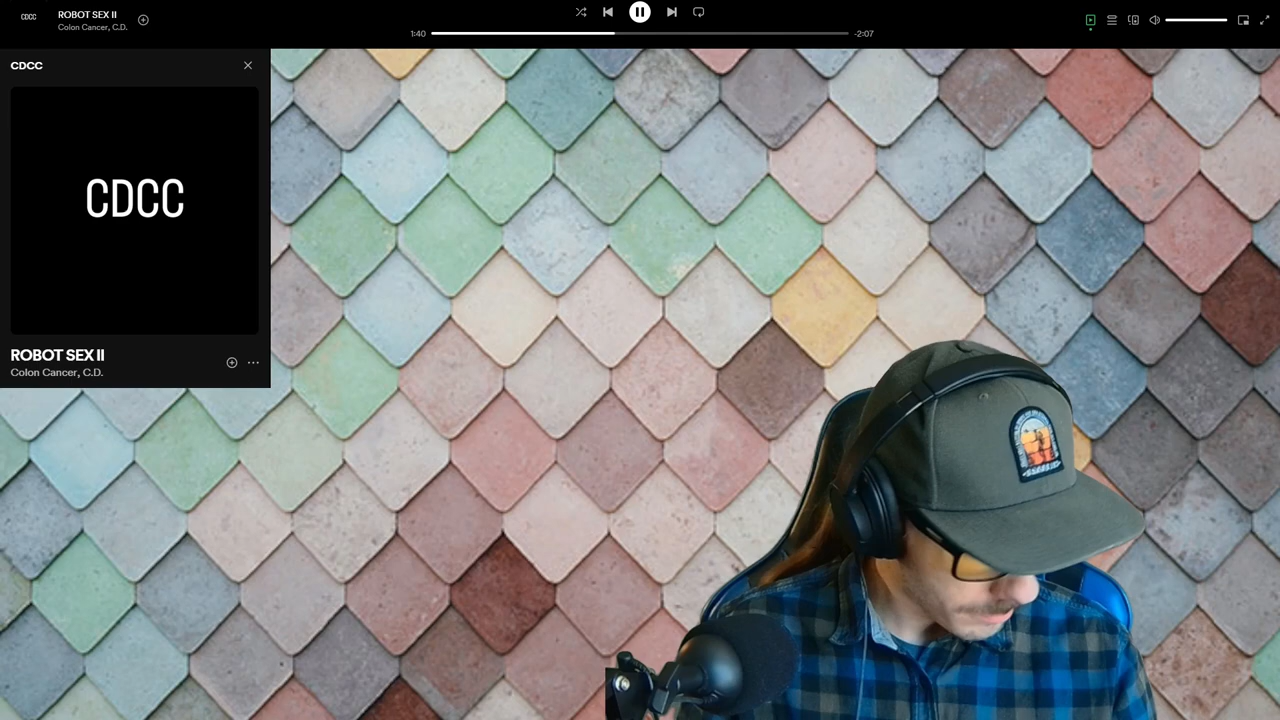 CDCC
ROBOT SEX II
Colon Cancer, C.D.
1:40
-2:07
CDCC
CDCC
ROBOT SEX II
Colon Cancer, C.D.